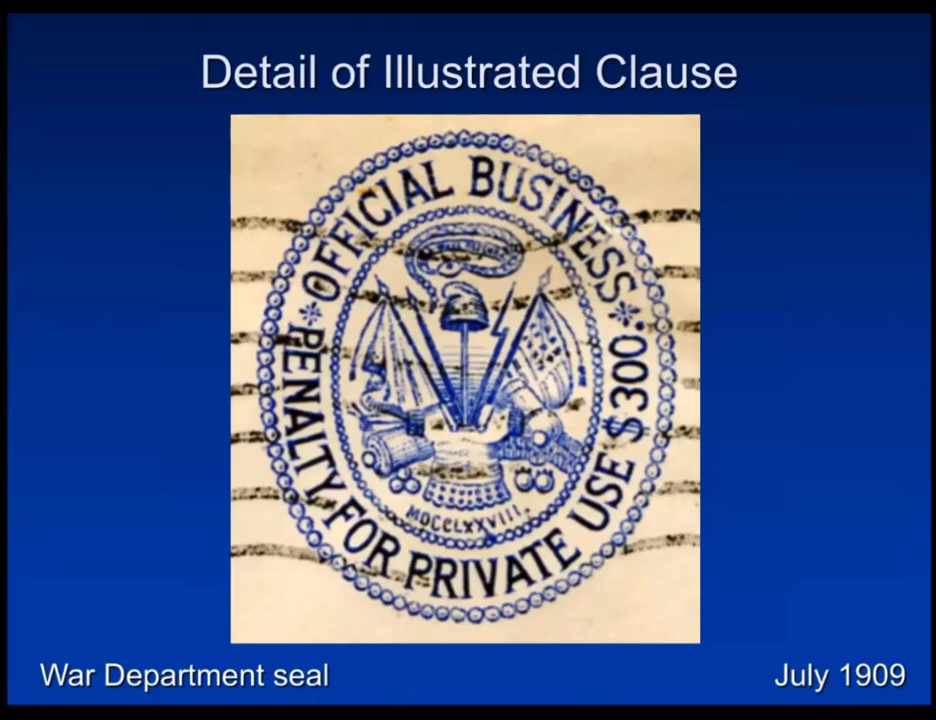 Detail of Illustrated Clause
OFFICIAL BUSINESS
PENALTY FOR PRIVATE USE $300.
MDCCLXXVIII.
War Department seal
July 1909